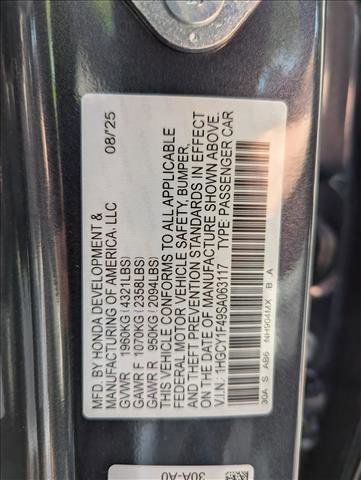 MFD. BY HONDA DEVELOPMENT & 08/'25
MANUFACTURING OF AMERICA, LLC
GVWR 1960KG(4321LBS)
GAWR F 1070KG(2358LBS)
GAWR R 950KG(2094LBS)
THIS VEHICLE CONFORMS TO ALL APPLICABLE
FEDERAL MOTOR VEHICLE SAFETY, BUMPER,
AND THEFT PREVENTION STANDARDS IN EFFECT
ON THE DATE OF MANUFACTURE SHOWN ABOVE.
V.I.N.: 1HGCY1F49SA063117 TYPE: PASSENGER CAR
30A S AB6 NH904MX B A
30A-A0